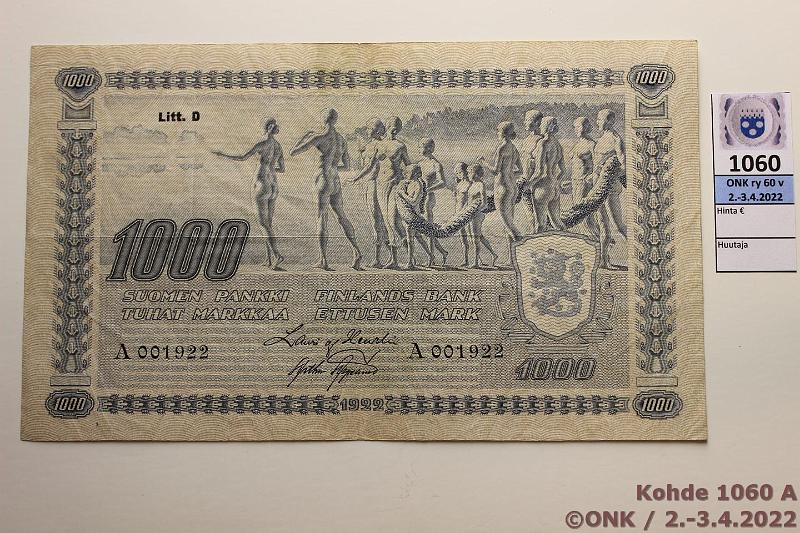 1000
1000
Litt. D
1000
SUOMEN PANKKI FINLANDS BANK
TUHAT MARKKAA ETTUSEN MARK
A 001922
A 001922
1000
1000
1922
1000
1060
ONK ry 60 v
2.-3.4.2022
Hinta €
Huutaja
Kohde 1060 A
©ONK / 2.-3.4.2022